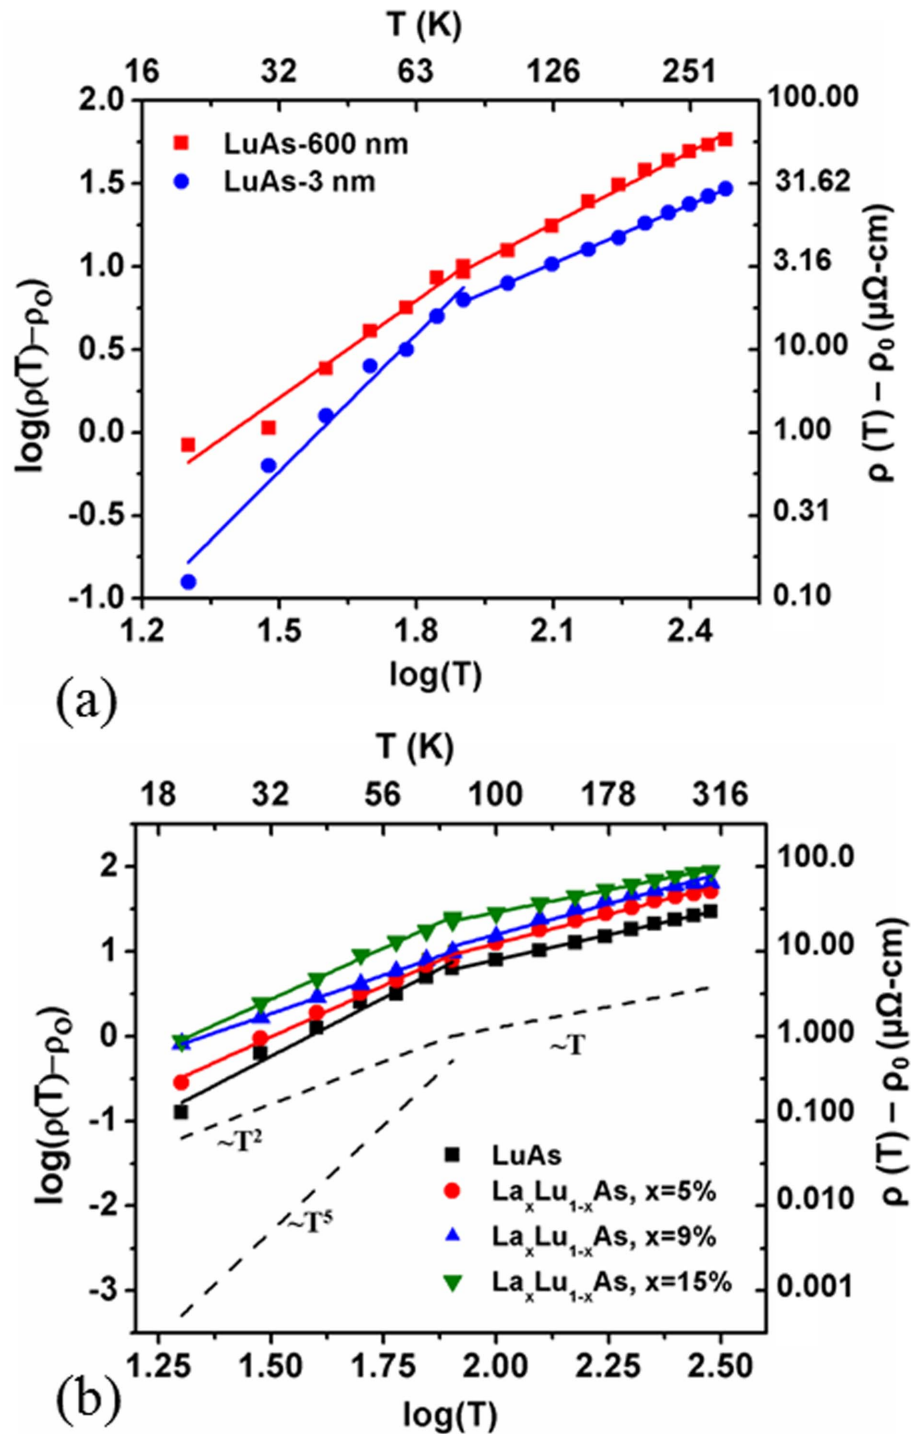 T (K)
16 32 63 126 251
2.0 100.00
LuAs-600 nm
LuAs-3 nm
1.5 31.62
1.0 3.16
0.5 10.00
0.0 1.00
-0.5 0.31
-1.0 0.10
log(ρ(T)−ρO)
ρ (T) − ρ0 (μΩ-cm)
1.2 1.5 1.8 2.1 2.4
log(T)
(a)
T (K)
18 32 56 100 178 316
2 100.0
1 10.00
0 1.000
-1 0.100
-2 0.010
-3 0.001
~T
~T2
~T5
LuAs
LaxLu1-xAs, x=5%
LaxLu1-xAs, x=9%
LaxLu1-xAs, x=15%
log(ρ(T)−ρO)
ρ (T) − ρ0 (μΩ-cm)
1.25 1.50 1.75 2.00 2.25 2.50
log(T)
(b)